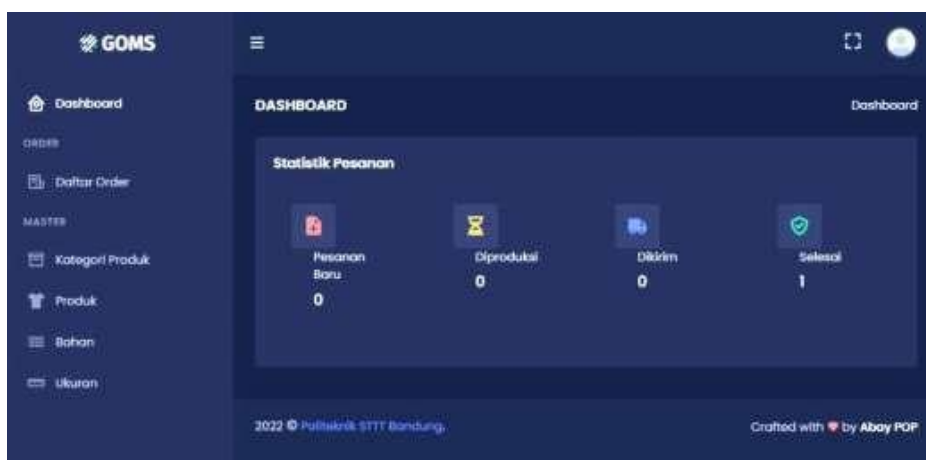 GOMS
Dashboard
ORDER
Daftar Order
MASTER
Kategori Produk
Produk
Bahan
Ukuran
DASHBOARD
Dashboard
Statistik Pesanan
Pesanan
Baru
0
Diproduksi
0
Dikirim
0
Selesai
1
2022 © Politeknik STTT Bandung.
Crafted with ❤ by Abay POP